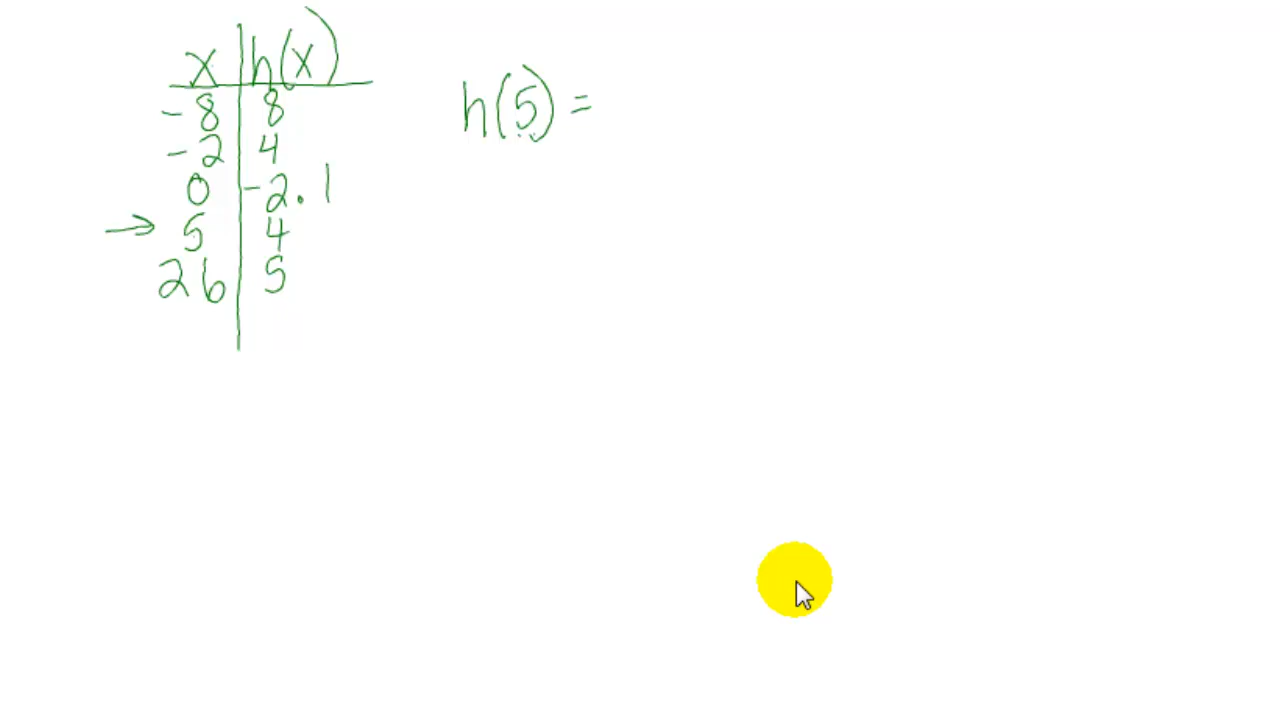 x | h(x)
-8 | 8
-2 | 4
0 | -2.1
→ 5 | 4
26 | 5
h(5) =